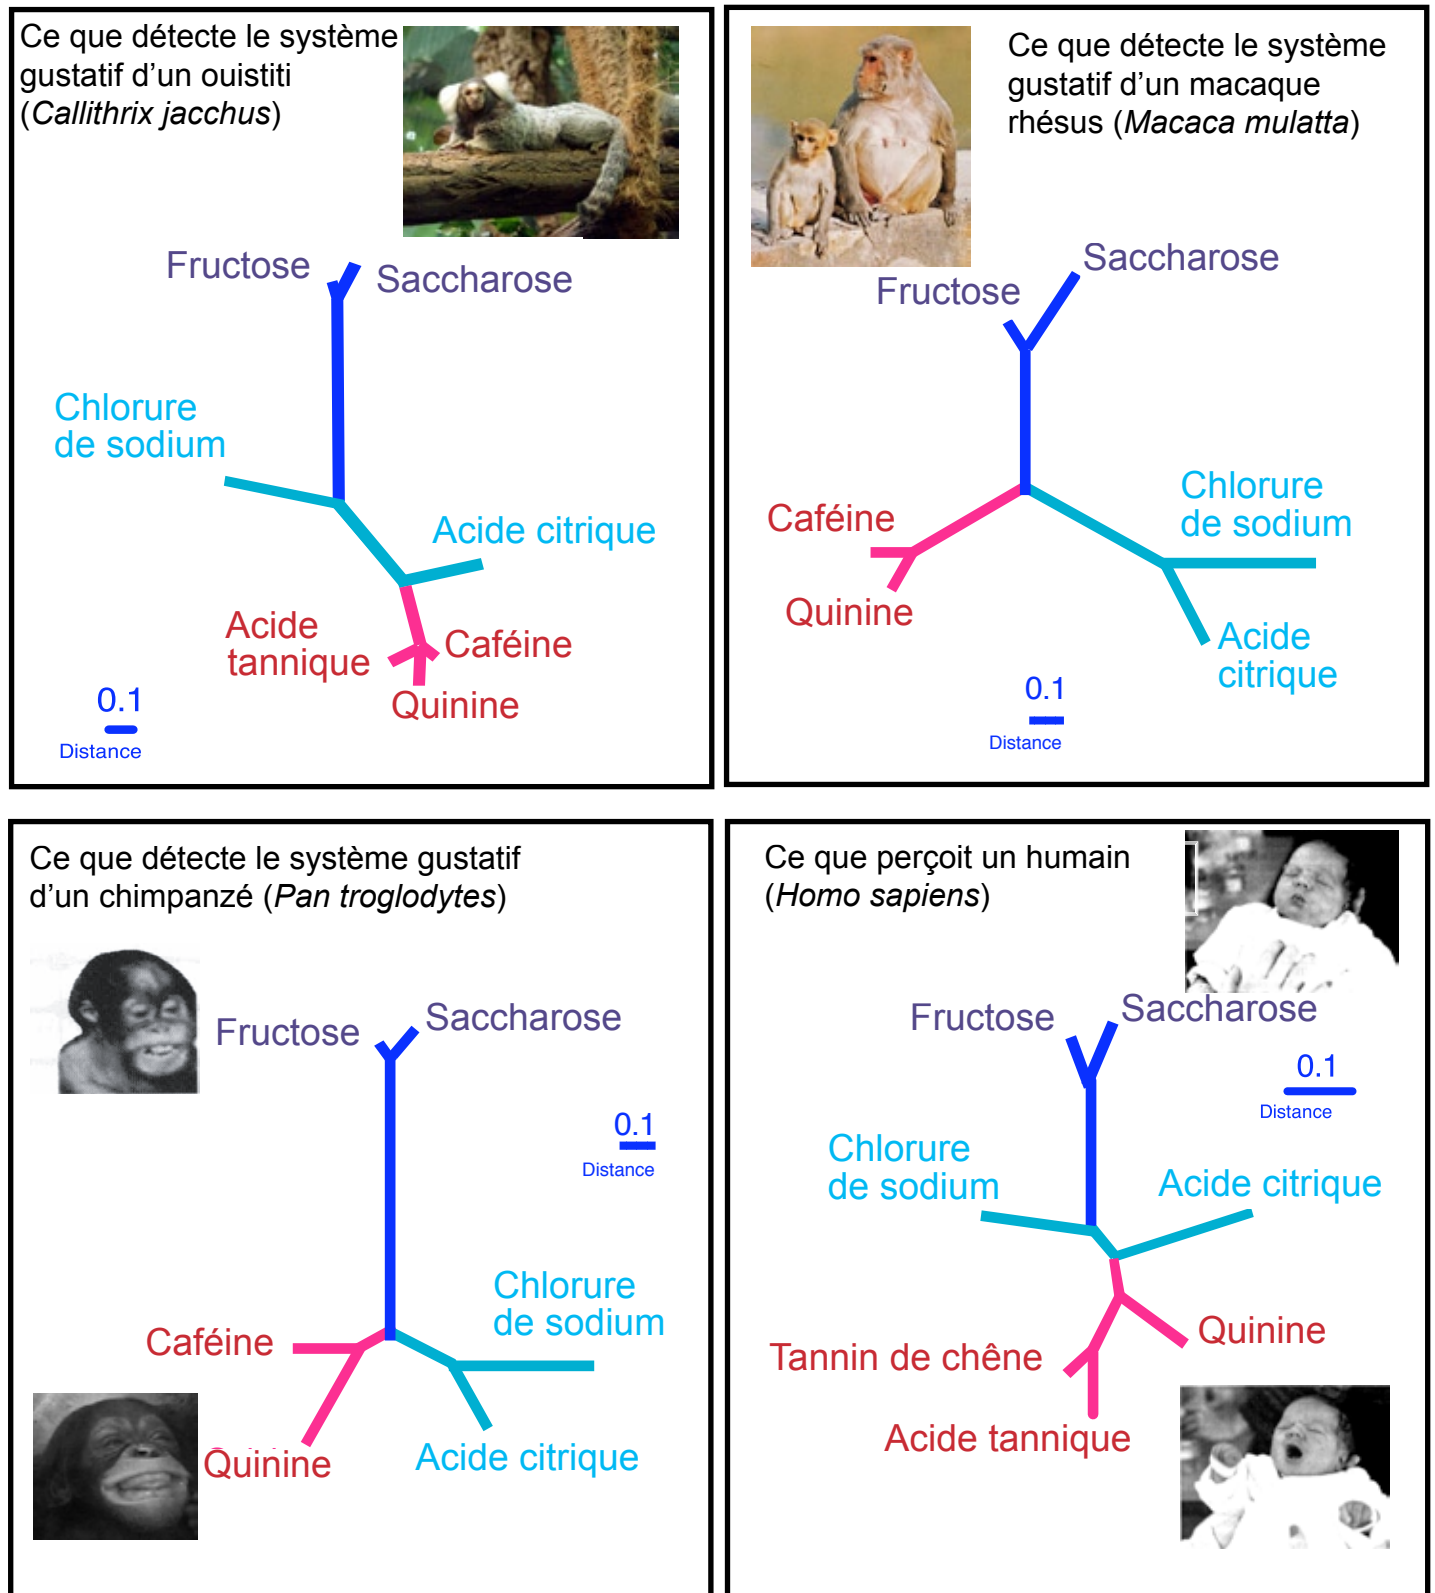 Ce que détecte le système
gustatif d'un ouistiti
(Callithrix jacchus)
Fructose
Saccharose
Chlorure
de sodium
Acide citrique
Acide
tannique
Caféine
Quinine
0.1
Distance
Ce que détecte le système
gustatif d'un macaque
rhésus (Macaca mulatta)
Saccharose
Fructose
Caféine
Quinine
Chlorure
de sodium
Acide
citrique
0.1
Distance
Ce que détecte le système gustatif
d'un chimpanzé (Pan troglodytes)
Fructose
Saccharose
0.1
Distance
Chlorure
de sodium
Caféine
Quinine
Acide citrique
Ce que perçoit un humain
(Homo sapiens)
Fructose
Saccharose
0.1
Distance
Chlorure
de sodium
Acide citrique
Quinine
Tannin de chêne
Acide tannique